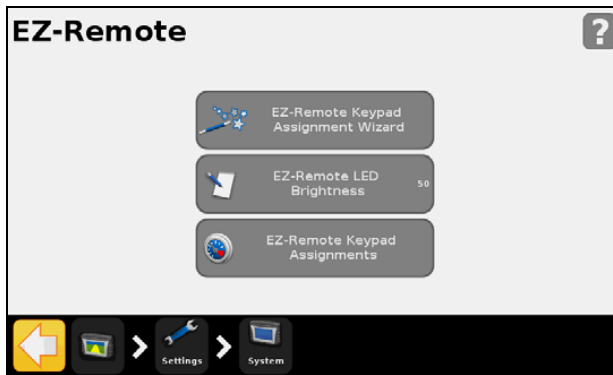 EZ-Remote
?
EZ-Remote Keypad
Assignment Wizard
EZ-Remote LED
Brightness
50
EZ-Remote Keypad
Assignments
Settings
System